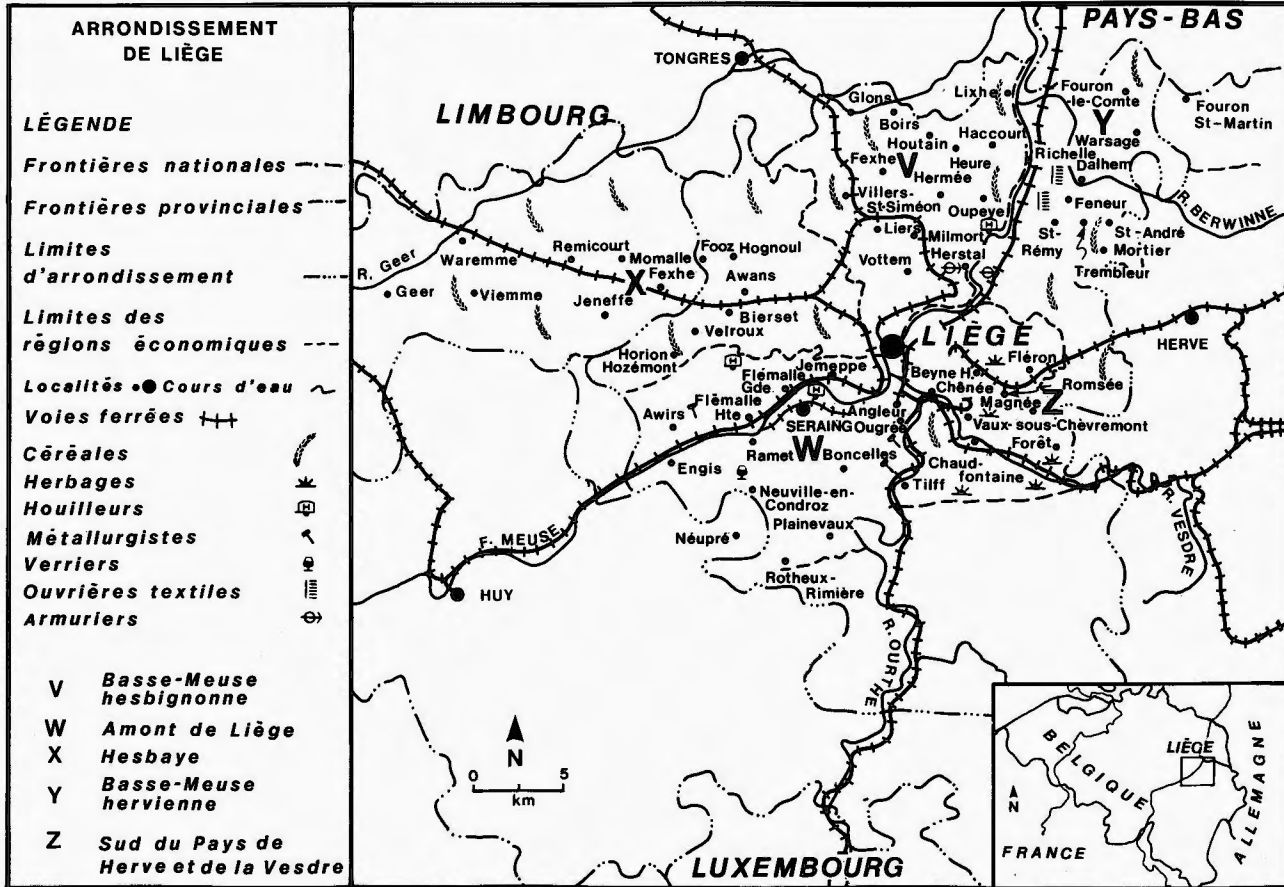 ARRONDISSEMENT
DE LIÈGE
LÉGENDE
Frontières nationales
Frontières provinciales
Limites
d'arrondissement
Limites des
régions économiques
Localités
Cours d'eau
Voies ferrées
Céréales
Herbages
Houilleurs
H
Métallurgistes
Verriers
Ouvrières textiles
Armuriers
V Basse-Meuse
hesbignonne
W Amont de Liège
X Hesbaye
Y Basse-Meuse
hervienne
Z Sud du Pays de
Herve et de la Vesdre
PAYS-BAS
TONGRES
LIMBOURG
Glons
Lixhe
Fouron
-le-Comte
Fouron
St-Martin
Boirs
Houtain
Haccourt
Y
Warsage
Fexhe
V
Heure
Hermée
Richelle
Dalhem
Villers-
St-Siméon
Oupeye
Feneur
R. BERWINNE
H
Liers
Milmort
St-
Rémy
St-André
Mortier
Trembleur
Vottem
Herstal
R. Geer
Waremme
Remicourt
Momalle
Fooz
Hognoul
Fexhe
X
Awans
Geer
Viemme
Jeneffe
Bierset
Velroux
LIÈGE
HERVE
Horion
Hozémont
H
Jemeppe
Beyne H.
Fléron
Flémalle
Gde.
H
Chênée
Romsée
Magnée
Z
Awirs
Flémalle
Hte
SERAING
Angleur
Ougrée
Vaux-sous-Chèvremont
Forêt
Ramet
W
Boncelles
Engis
Chaud-
fontaine
Tilff
Neuville-en-
Condroz
R. VESDRE
Plainevaux
F. MEUSE
Néupré
HUY
Rotheux-
Rimière
R. OURTHE
N
0 5
km
LUXEMBOURG
BELGIQUE
LIÈGE
ALLEMAGNE
N
FRANCE